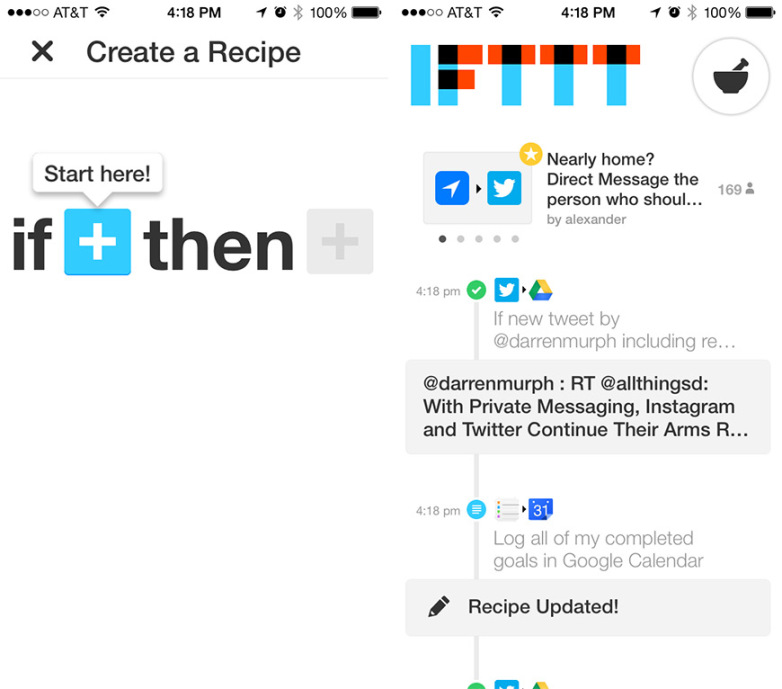 AT&T 4:18 PM 100%
Create a Recipe
Start here!
if + then +
AT&T 4:18 PM 100%
IFTTT
Nearly home?
Direct Message the
person who shoul...
by alexander
169
4:18 pm
If new tweet by
@darrenmurph including re...
@darrenmurph : RT @allthingsd:
With Private Messaging, Instagram
and Twitter Continue Their Arms R...
4:18 pm
31
Log all of my completed
goals in Google Calendar
Recipe Updated!